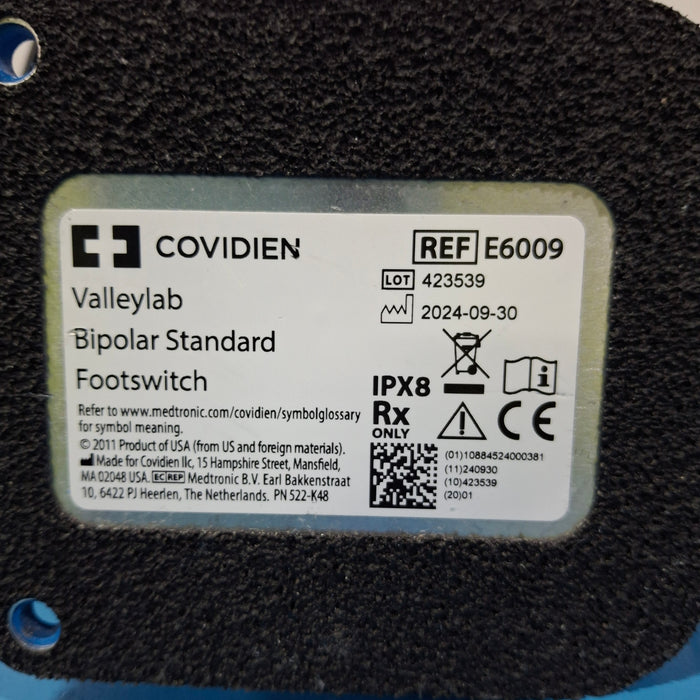 COVIDIEN
REF E6009
LOT 423539
2024-09-30
Valleylab
Bipolar Standard
Footswitch
IPX8
Rx
ONLY
CE
Refer to www.medtronic.com/covidien/symbolglossary
for symbol meaning.
© 2011 Product of USA (from US and foreign materials).
Made for Covidien llc, 15 Hampshire Street, Mansfield,
MA 02048 USA. EC REP Medtronic B.V. Earl Bakkenstraat
10, 6422 PJ Heerlen, The Netherlands. PN 522-K48
(01)10884524000381
(11)240930
(10)423539
(20)01